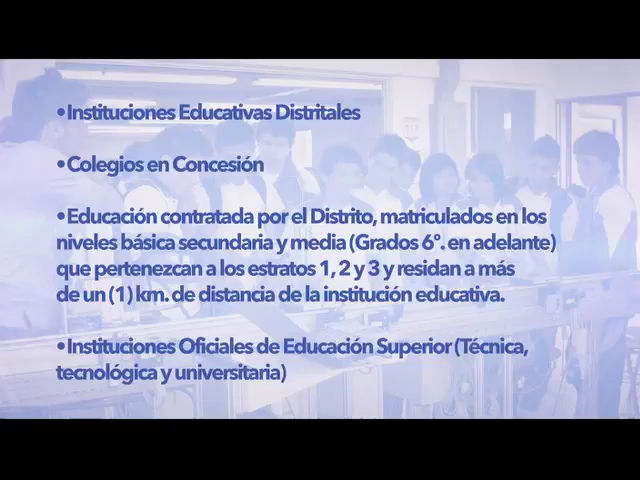 •Instituciones Educativas Distritales
•Colegios en Concesión
•Educación contratada por el Distrito, matriculados en los
niveles básica secundaria y media (Grados 6°. en adelante)
que pertenezcan a los estratos 1, 2 y 3 y residan a más
de un (1) km. de distancia de la institución educativa.
•Instituciones Oficiales de Educación Superior (Técnica,
tecnológica y universitaria)